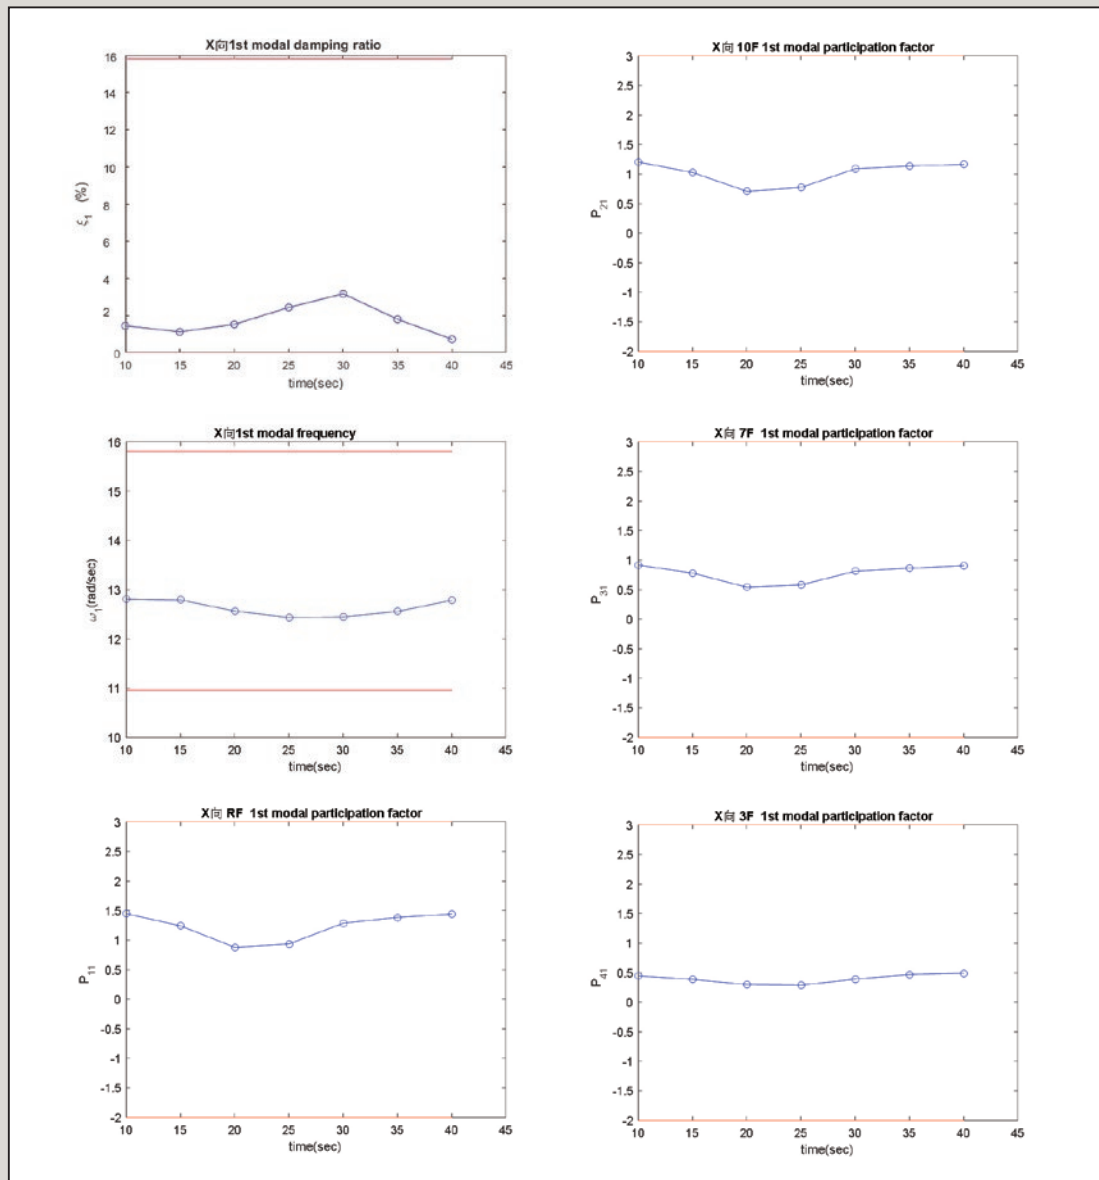 X向1st modal damping ratio
16
14
12
10
8
6
4
2
0
ξ1 (%)
10 15 20 25 30 35 40 45
time(sec)
X向 10F 1st modal participation factor
3
2.5
2
1.5
1
0.5
0
-0.5
-1
-1.5
-2
P21
10 15 20 25 30 35 40 45
time(sec)
X向1st modal frequency
16
15
14
13
12
11
10
ω1(rad/sec)
10 15 20 25 30 35 40 45
time(sec)
X向 7F 1st modal participation factor
3
2.5
2
1.5
1
0.5
0
-0.5
-1
-1.5
-2
P31
10 15 20 25 30 35 40 45
time(sec)
X向 RF 1st modal participation factor
3
2.5
2
1.5
1
0.5
0
-0.5
-1
-1.5
-2
P11
10 15 20 25 30 35 40 45
time(sec)
X向 3F 1st modal participation factor
3
2.5
2
1.5
1
0.5
0
-0.5
-1
-1.5
-2
P41
10 15 20 25 30 35 40 45
time(sec)